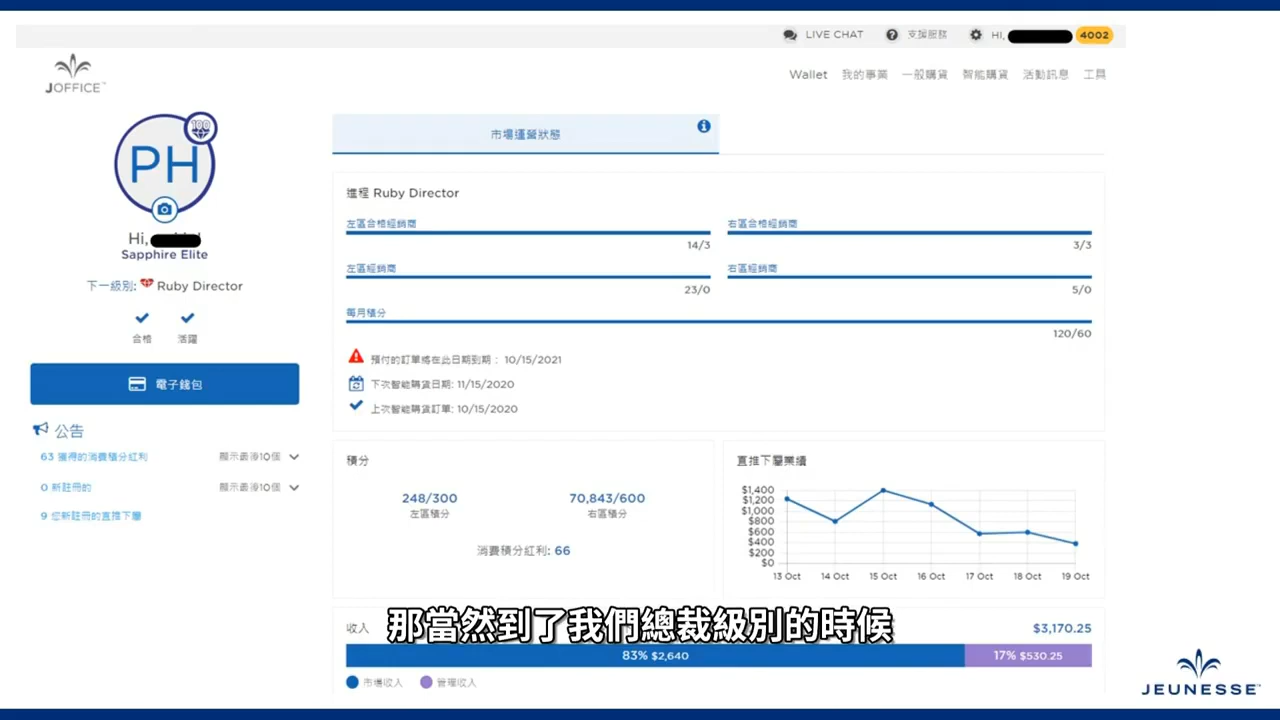 LIVE CHAT 支援服務 HI, 4002
JOFFICE™
Wallet 我的事業 一般購貨 智能購貨 活動訊息 工具
100
PH
Hi,
Sapphire Elite
下一級別: Ruby Director
合格 活躍
電子錢包
公告
63 獲得的消費積分紅利 顯示最後10個
0 新註冊的 顯示最後10個
9 您新註冊的直推下屬
市場運營狀態
進程 Ruby Director
左區合格經銷商 右區合格經銷商
14/3 3/3
左區經銷商 右區經銷商
23/0 5/0
每月積分
120/60
預付的訂單將在此日期到期 : 10/15/2021
下次智能購貨日期: 11/15/2020
上次智能購貨訂單: 10/15/2020
積分
248/300 70,843/600
左區積分 右區積分
消費積分紅利: 66
直推下屬業績
$1,400
$1,200
$1,000
$800
$600
$400
$200
$0
13 Oct 14 Oct 15 Oct 16 Oct 17 Oct 18 Oct 19 Oct
收入 $3,170.25
那當然到了我們總裁級別的時候
83% $2,640 17% $530.25
市場收入 管理收入
JEUNESSE™